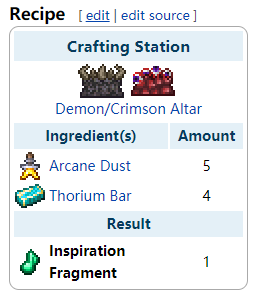 Recipe [ edit | edit source ]
Crafting Station
Demon/Crimson Altar
Ingredient(s) Amount
Arcane Dust 5
Thorium Bar 4
Result
Inspiration
Fragment 1